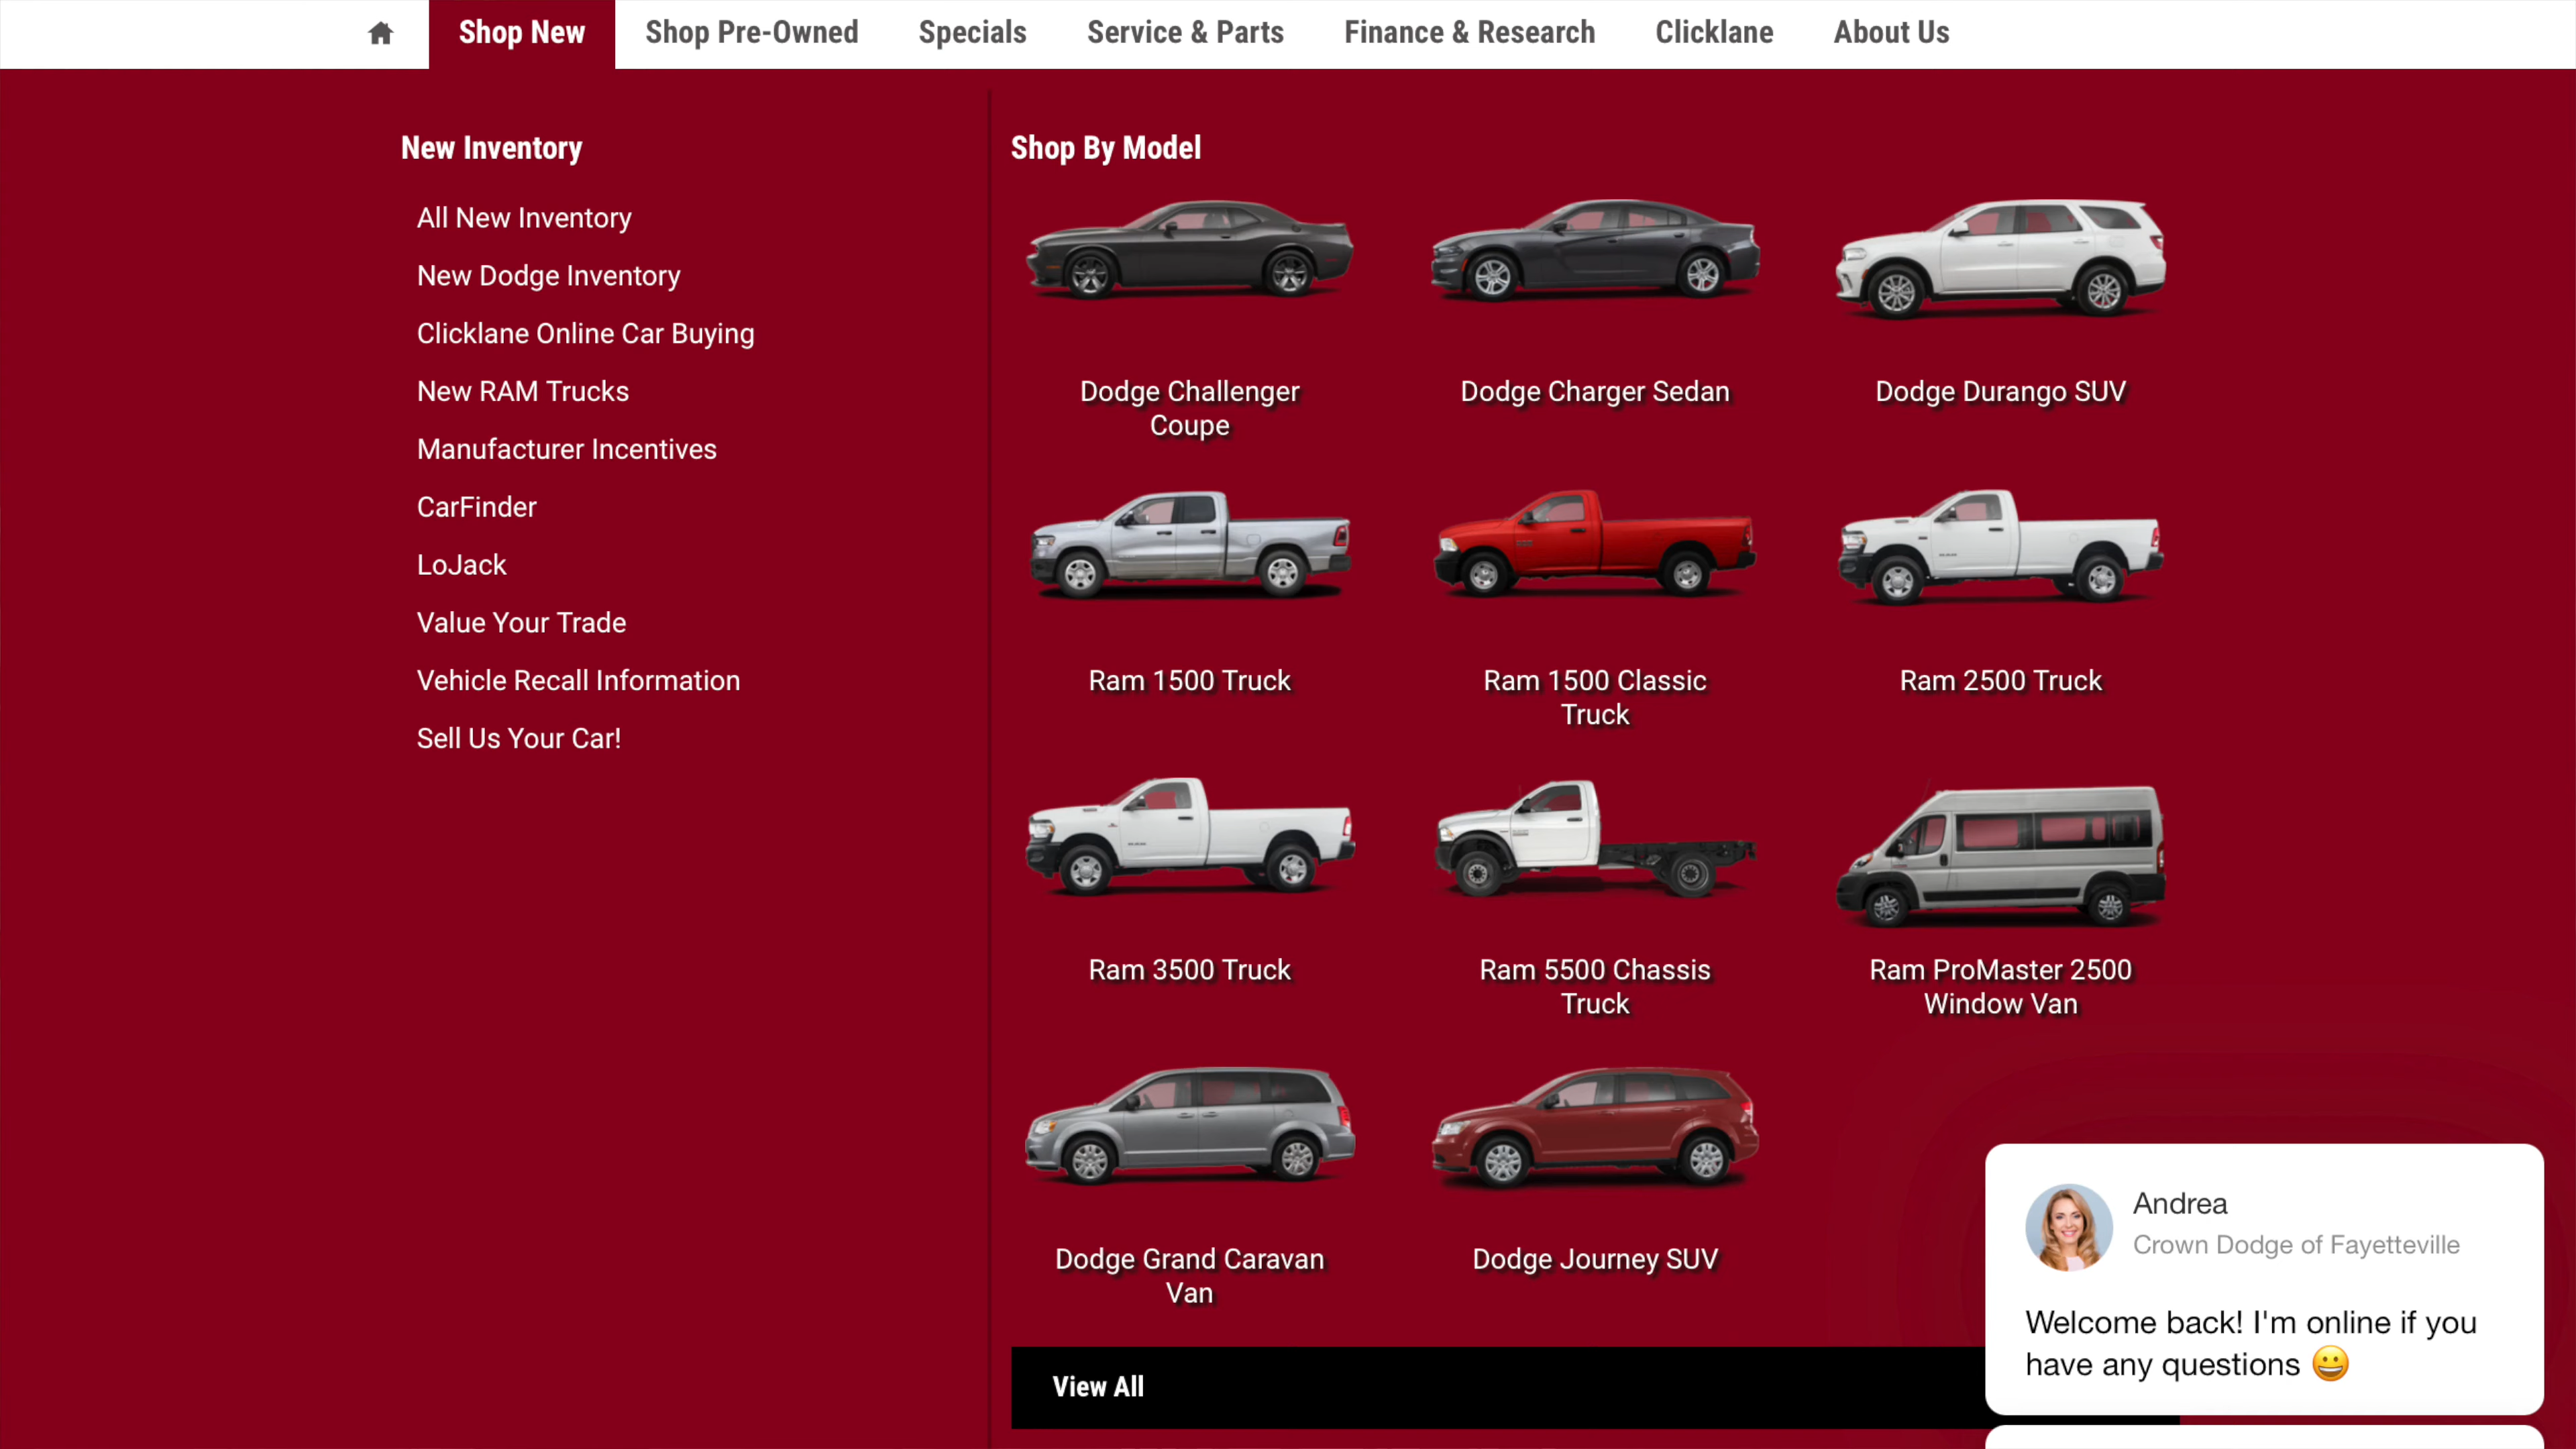 Shop New
Shop Pre-Owned
Specials
Service & Parts
Finance & Research
Clicklane
About Us
New Inventory
All New Inventory
New Dodge Inventory
Clicklane Online Car Buying
New RAM Trucks
Manufacturer Incentives
CarFinder
LoJack
Value Your Trade
Vehicle Recall Information
Sell Us Your Car!
Shop By Model
Dodge Challenger
Coupe
Dodge Charger Sedan
Dodge Durango SUV
Ram 1500 Truck
Ram 1500 Classic
Truck
Ram 2500 Truck
Ram 3500 Truck
Ram 5500 Chassis
Truck
Ram ProMaster 2500
Window Van
Dodge Grand Caravan
Van
Dodge Journey SUV
View All
Andrea
Crown Dodge of Fayetteville
Welcome back! I'm online if you
have any questions 😀